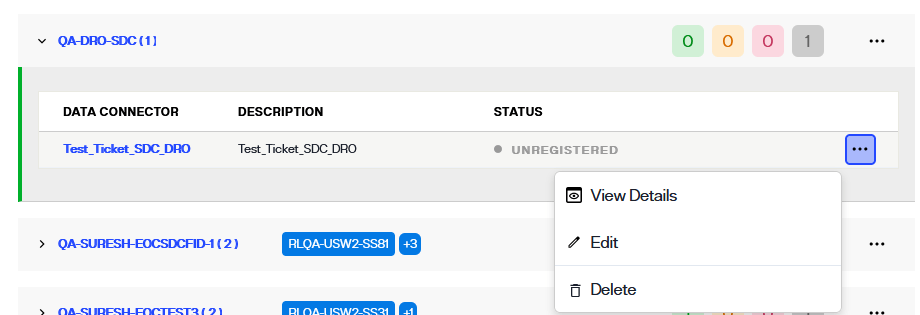 QA-DRO-SDC ( 1 ) 0 0 0 1
DATA CONNECTOR DESCRIPTION STATUS
Test_Ticket_SDC_DRO Test_Ticket_SDC_DRO UNREGISTERED
View Details
QA-SURESH-EOCSDCFID-1 ( 2 ) RLQA-USW2-SS81 +3
Edit
Delete
QA-SURESH-EOCTEST3 ( 2 ) RLQA-USW2-SS31 +1